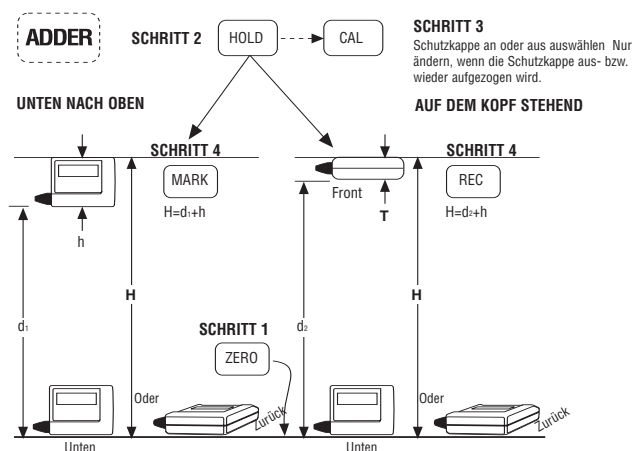 ADDER
SCHRITT 2
HOLD
CAL
SCHRITT 3
Schutzkappe an oder aus auswählen Nur
ändern, wenn die Schutzkappe aus- bzw.
wieder aufgezogen wird.
UNTEN NACH OBEN
AUF DEM KOPF STEHEND
SCHRITT 4
MARK
H=d1+h
h
H
d1
Front
T
SCHRITT 4
REC
H=d2+h
H
d2
SCHRITT 1
ZERO
Oder
Zurück
Unten
Oder
Zurück
Unten